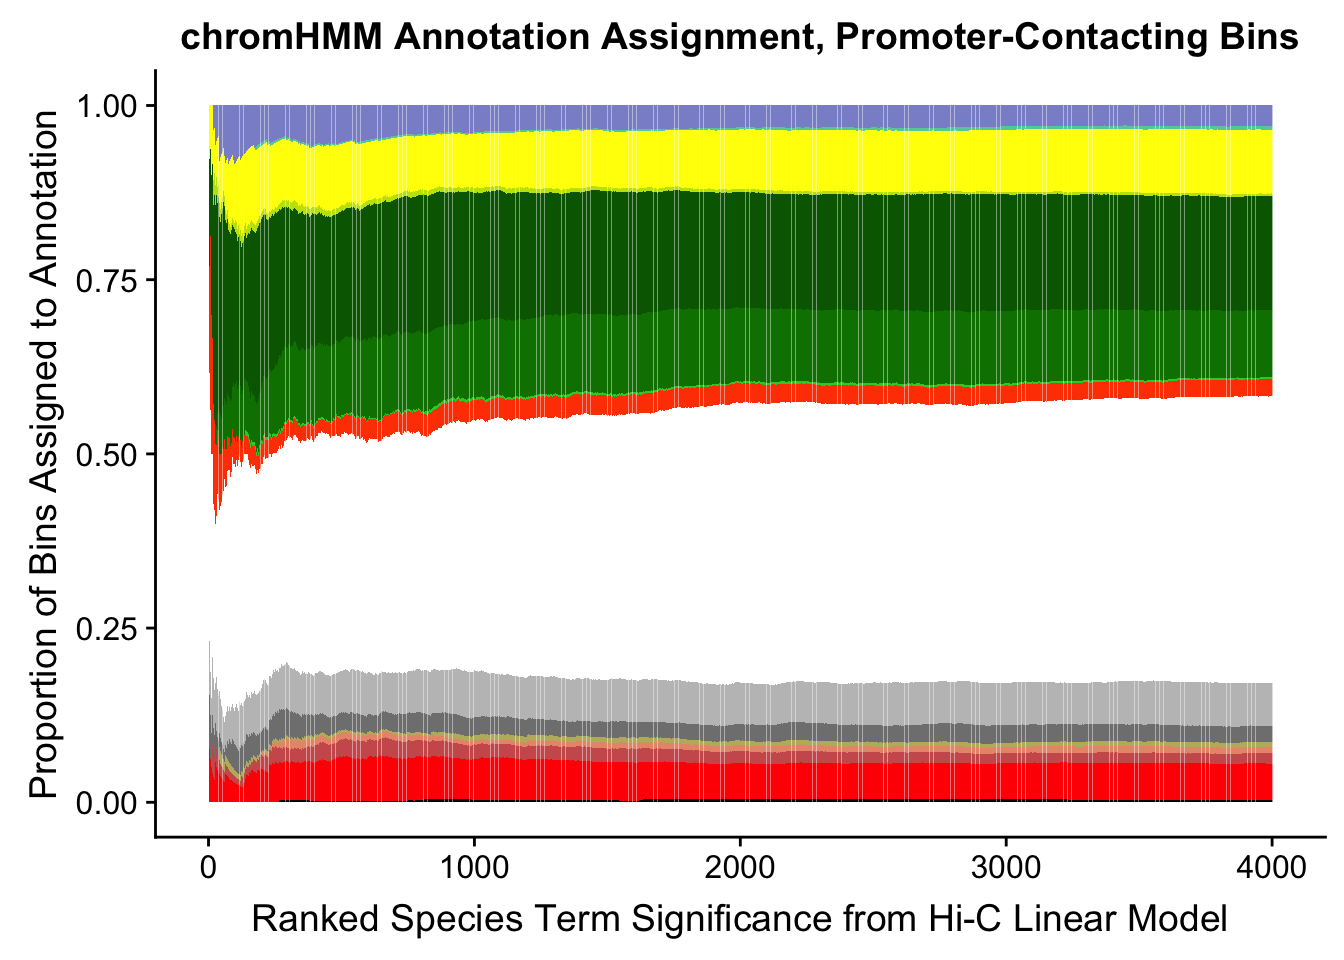 chromHMM Annotation Assignment, Promoter-Contacting Bins
Proportion of Bins Assigned to Annotation
1.00
0.75
0.50
0.25
0.00
0 1000 2000 3000 4000
Ranked Species Term Significance from Hi-C Linear Model